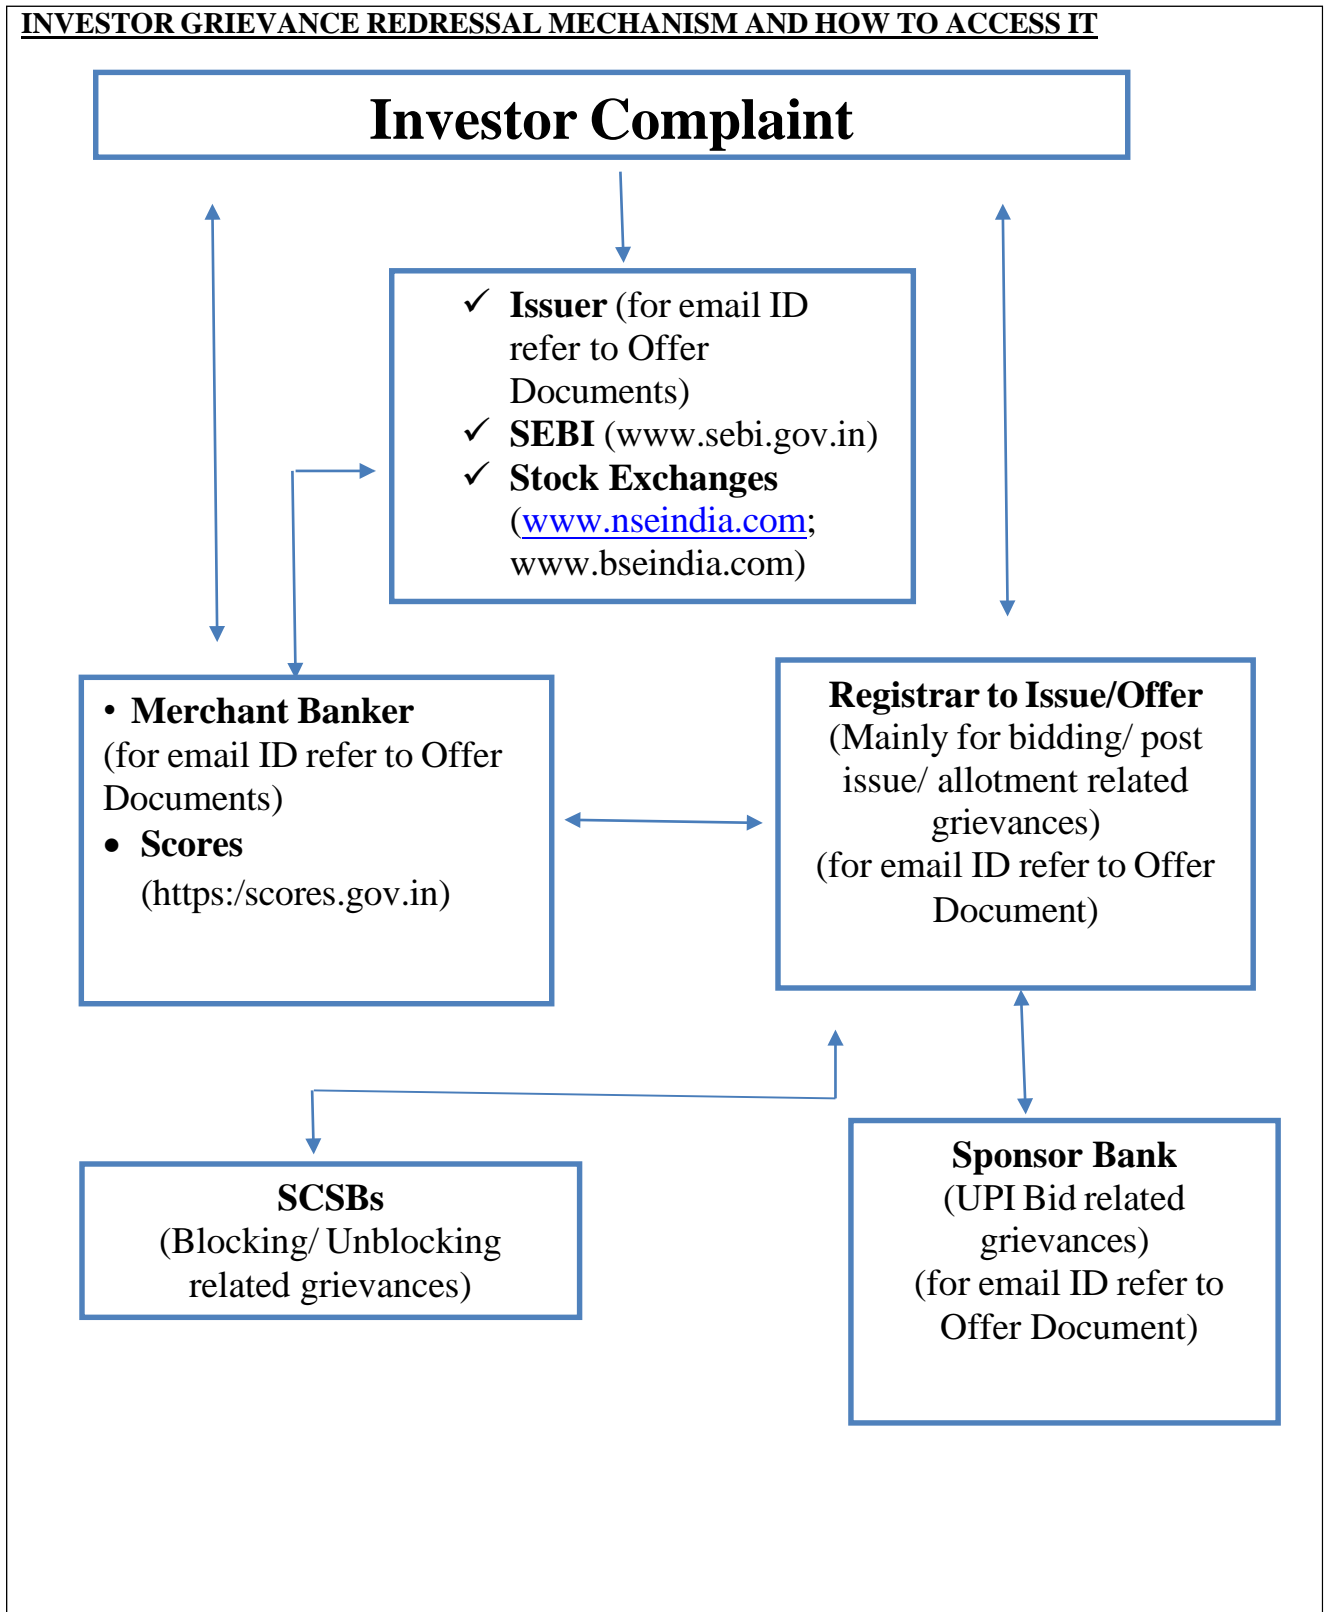 INVESTOR GRIEVANCE REDRESSAL MECHANISM AND HOW TO ACCESS IT
Investor Complaint
✓ Issuer (for email ID
refer to Offer
Documents)
✓ SEBI (www.sebi.gov.in)
✓ Stock Exchanges
(www.nseindia.com;
www.bseindia.com)
• Merchant Banker
(for email ID refer to Offer
Documents)
• Scores
(https:/scores.gov.in)
Registrar to Issue/Offer
(Mainly for bidding/ post
issue/ allotment related
grievances)
(for email ID refer to Offer
Document)
SCSBs
(Blocking/ Unblocking
related grievances)
Sponsor Bank
(UPI Bid related
grievances)
(for email ID refer to
Offer Document)